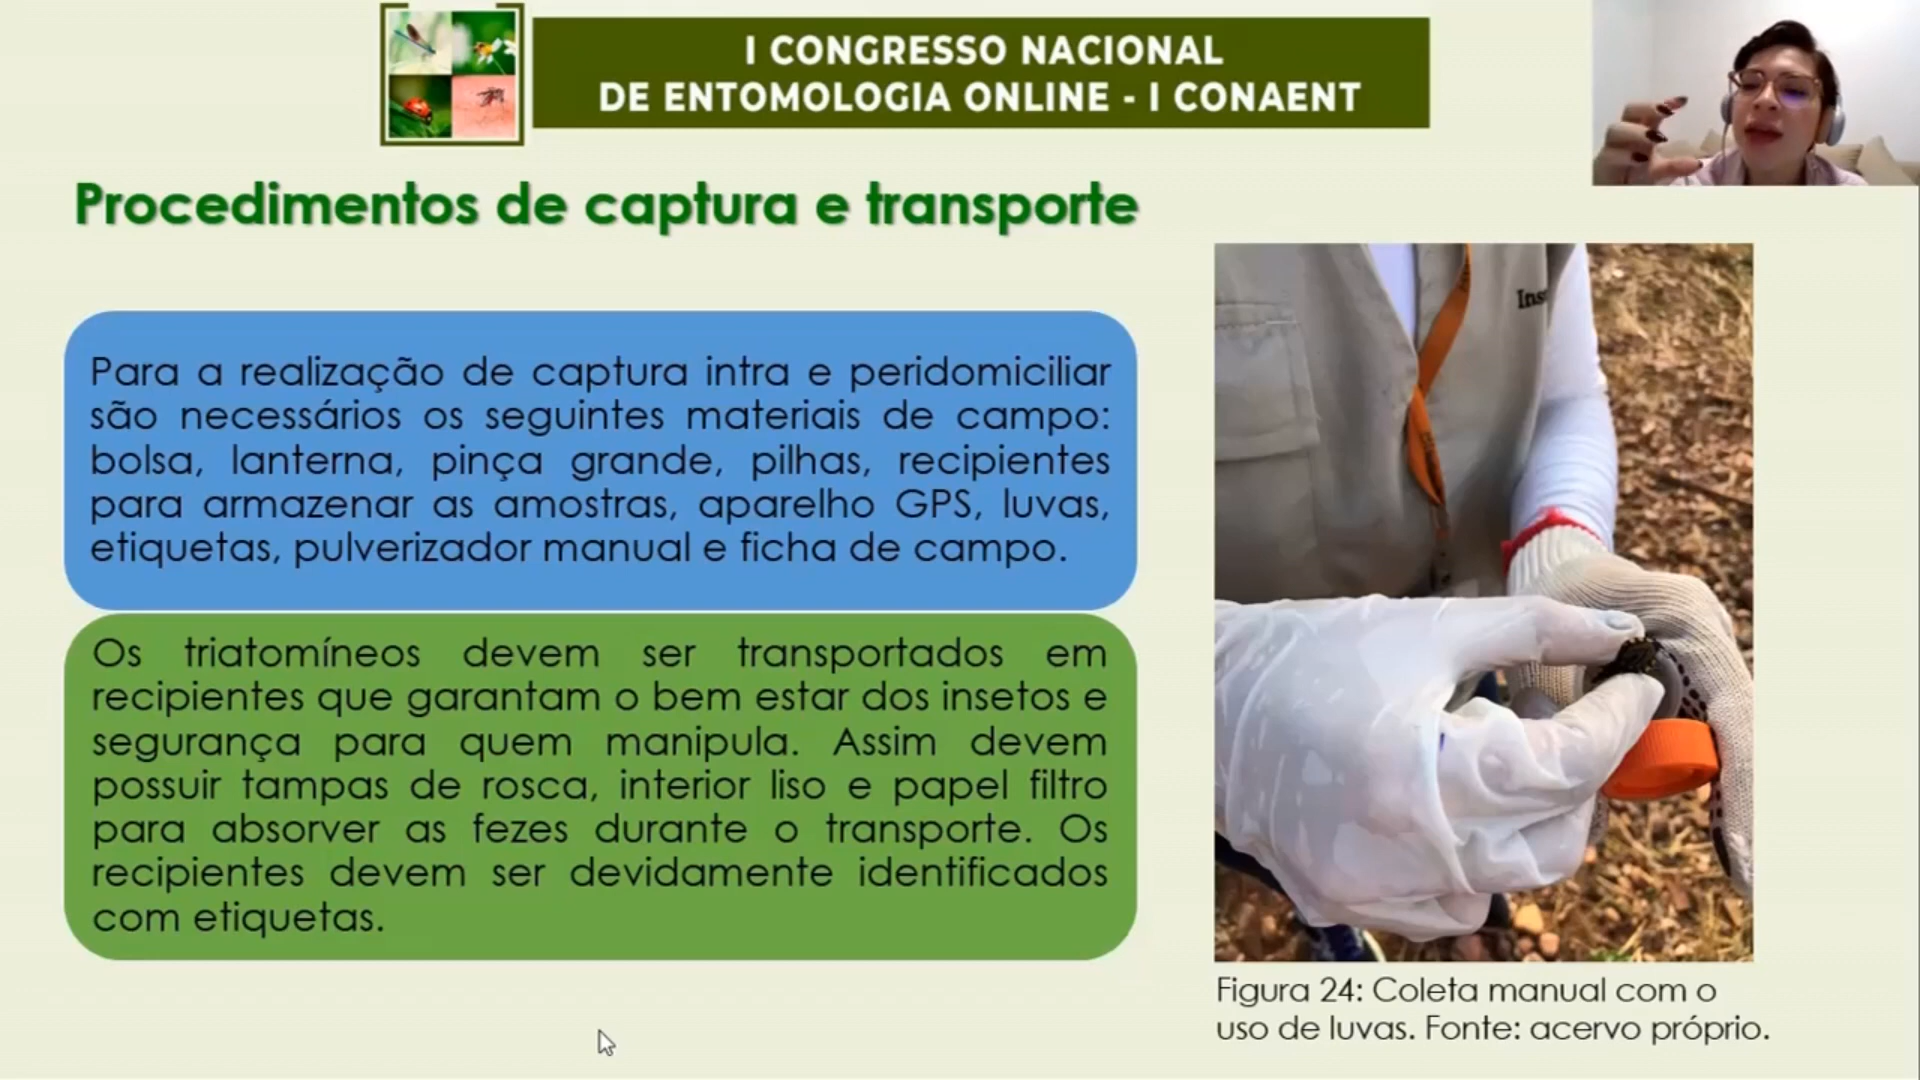 I CONGRESSO NACIONAL
DE ENTOMOLOGIA ONLINE - I CONAENT
Procedimentos de captura e transporte
Para a realização de captura intra e peridomiciliar
são necessários os seguintes materiais de campo:
bolsa, lanterna, pinça grande, pilhas, recipientes
para armazenar as amostras, aparelho GPS, luvas,
etiquetas, pulverizador manual e ficha de campo.
Os triatomíneos devem ser transportados em
recipientes que garantam o bem estar dos insetos e
segurança para quem manipula. Assim devem
possuir tampas de rosca, interior liso e papel filtro
para absorver as fezes durante o transporte. Os
recipientes devem ser devidamente identificados
com etiquetas.
Figura 24: Coleta manual com o
uso de luvas. Fonte: acervo próprio.